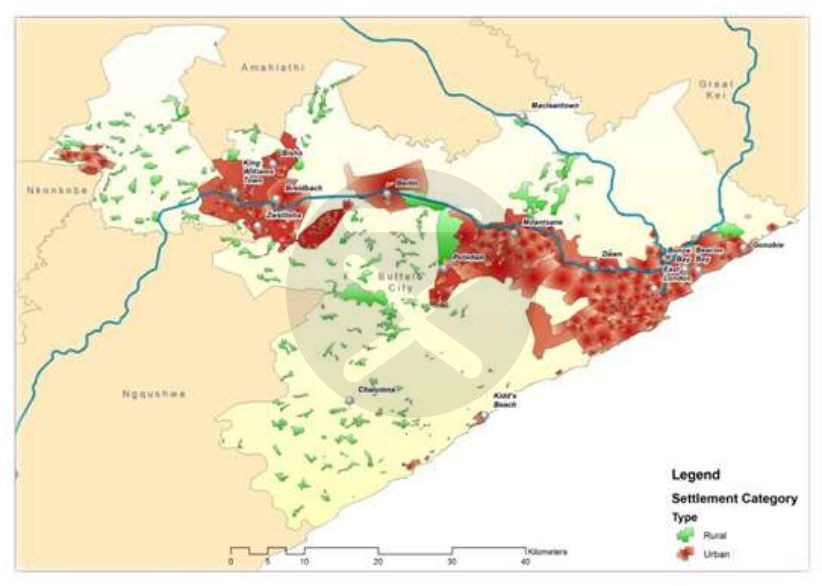 Amahlathi
Great
Kei
Macleantown
Nkonkobe
Bisho
King
Williams
Town
Breidbach
Zwelitsha
Berlin
Mdantsane
Potsdam
Dawn
Bonza
Bay
Beacon
Bay
Gonubie
East
London
Buffalo
City
Ngqushwa
Chalumna
Kidd's
Beach
Legend
Settlement Category
Type
Rural
Urban
0 5 10 20 30 40
Kilometers